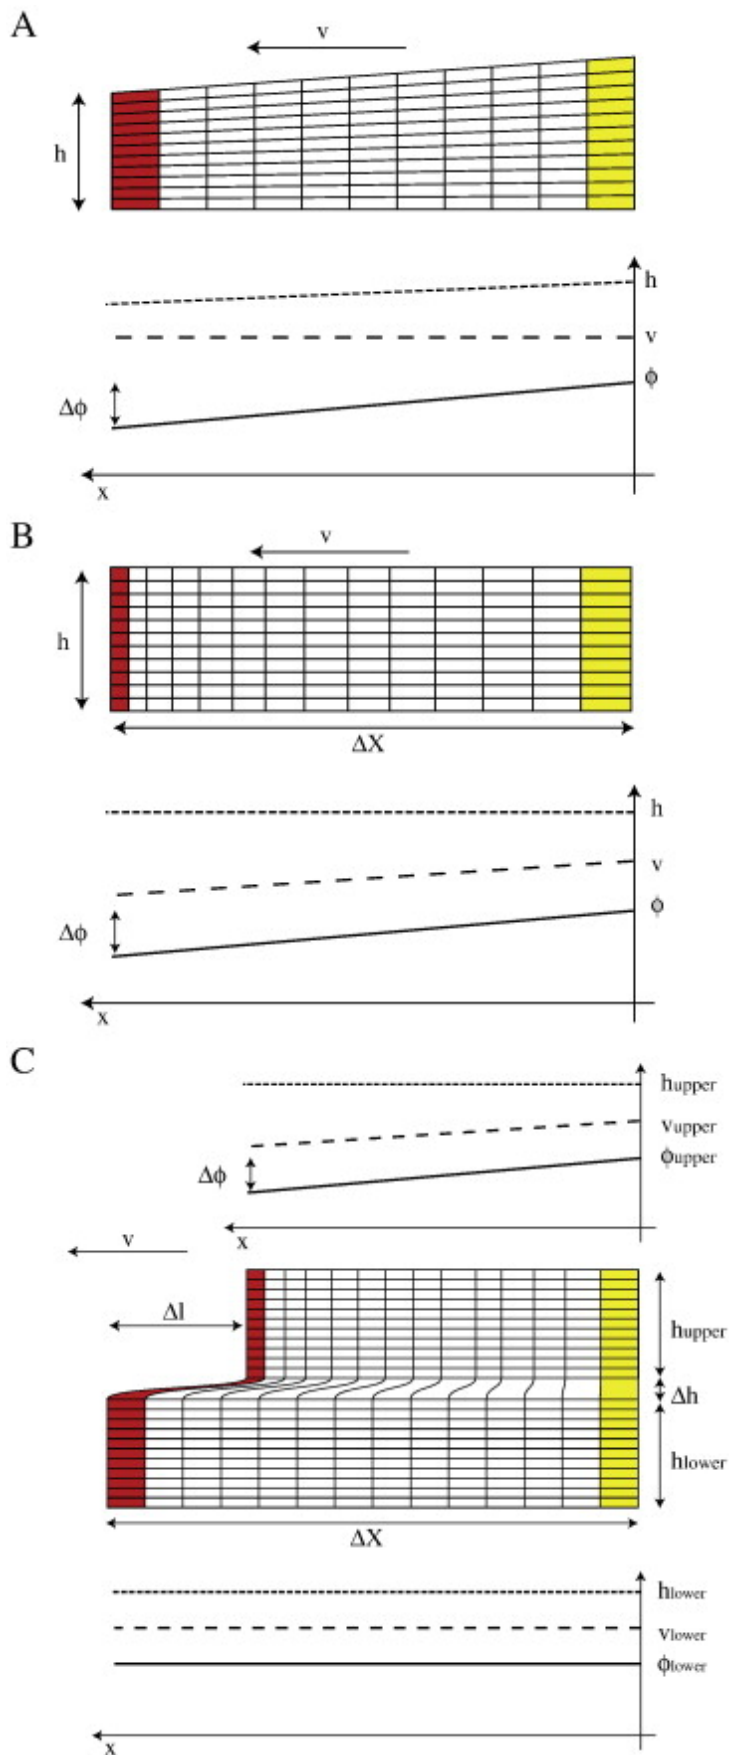 A
v
h
h
v
Δϕ
ϕ
x
B
v
h
ΔX
h
v
Δϕ
ϕ
x
C
hupper
vupper
Δϕ
ϕupper
x
v
Δl
hupper
Δh
hlower
ΔX
hlower
vlower
ϕlower
x